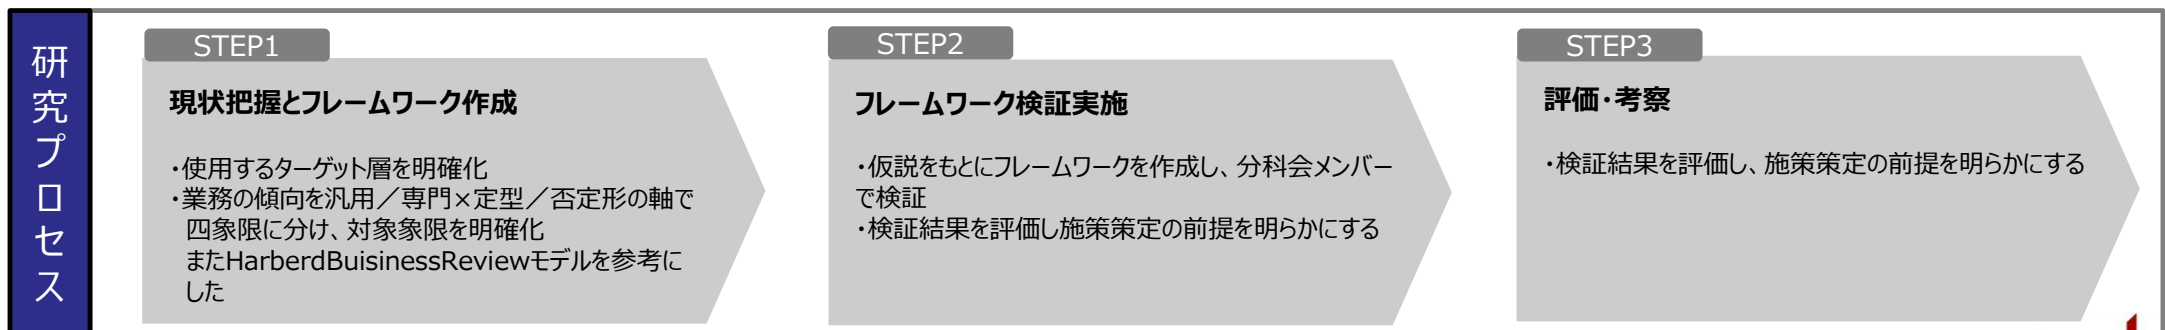 研究プロセス
STEP1
現状把握とフレームワーク作成
・使用するターゲット層を明確化
・業務の傾向を汎用／専門×定型／否定形の軸で
四象限に分け、対象象限を明確化
またHarberdBuisinessReviewモデルを参考に
した
STEP2
フレームワーク検証実施
・仮説をもとにフレームワークを作成し、分科会メンバー
で検証
・検証結果を評価し施策策定の前提を明らかにする
STEP3
評価・考察
・検証結果を評価し、施策策定の前提を明らかにする